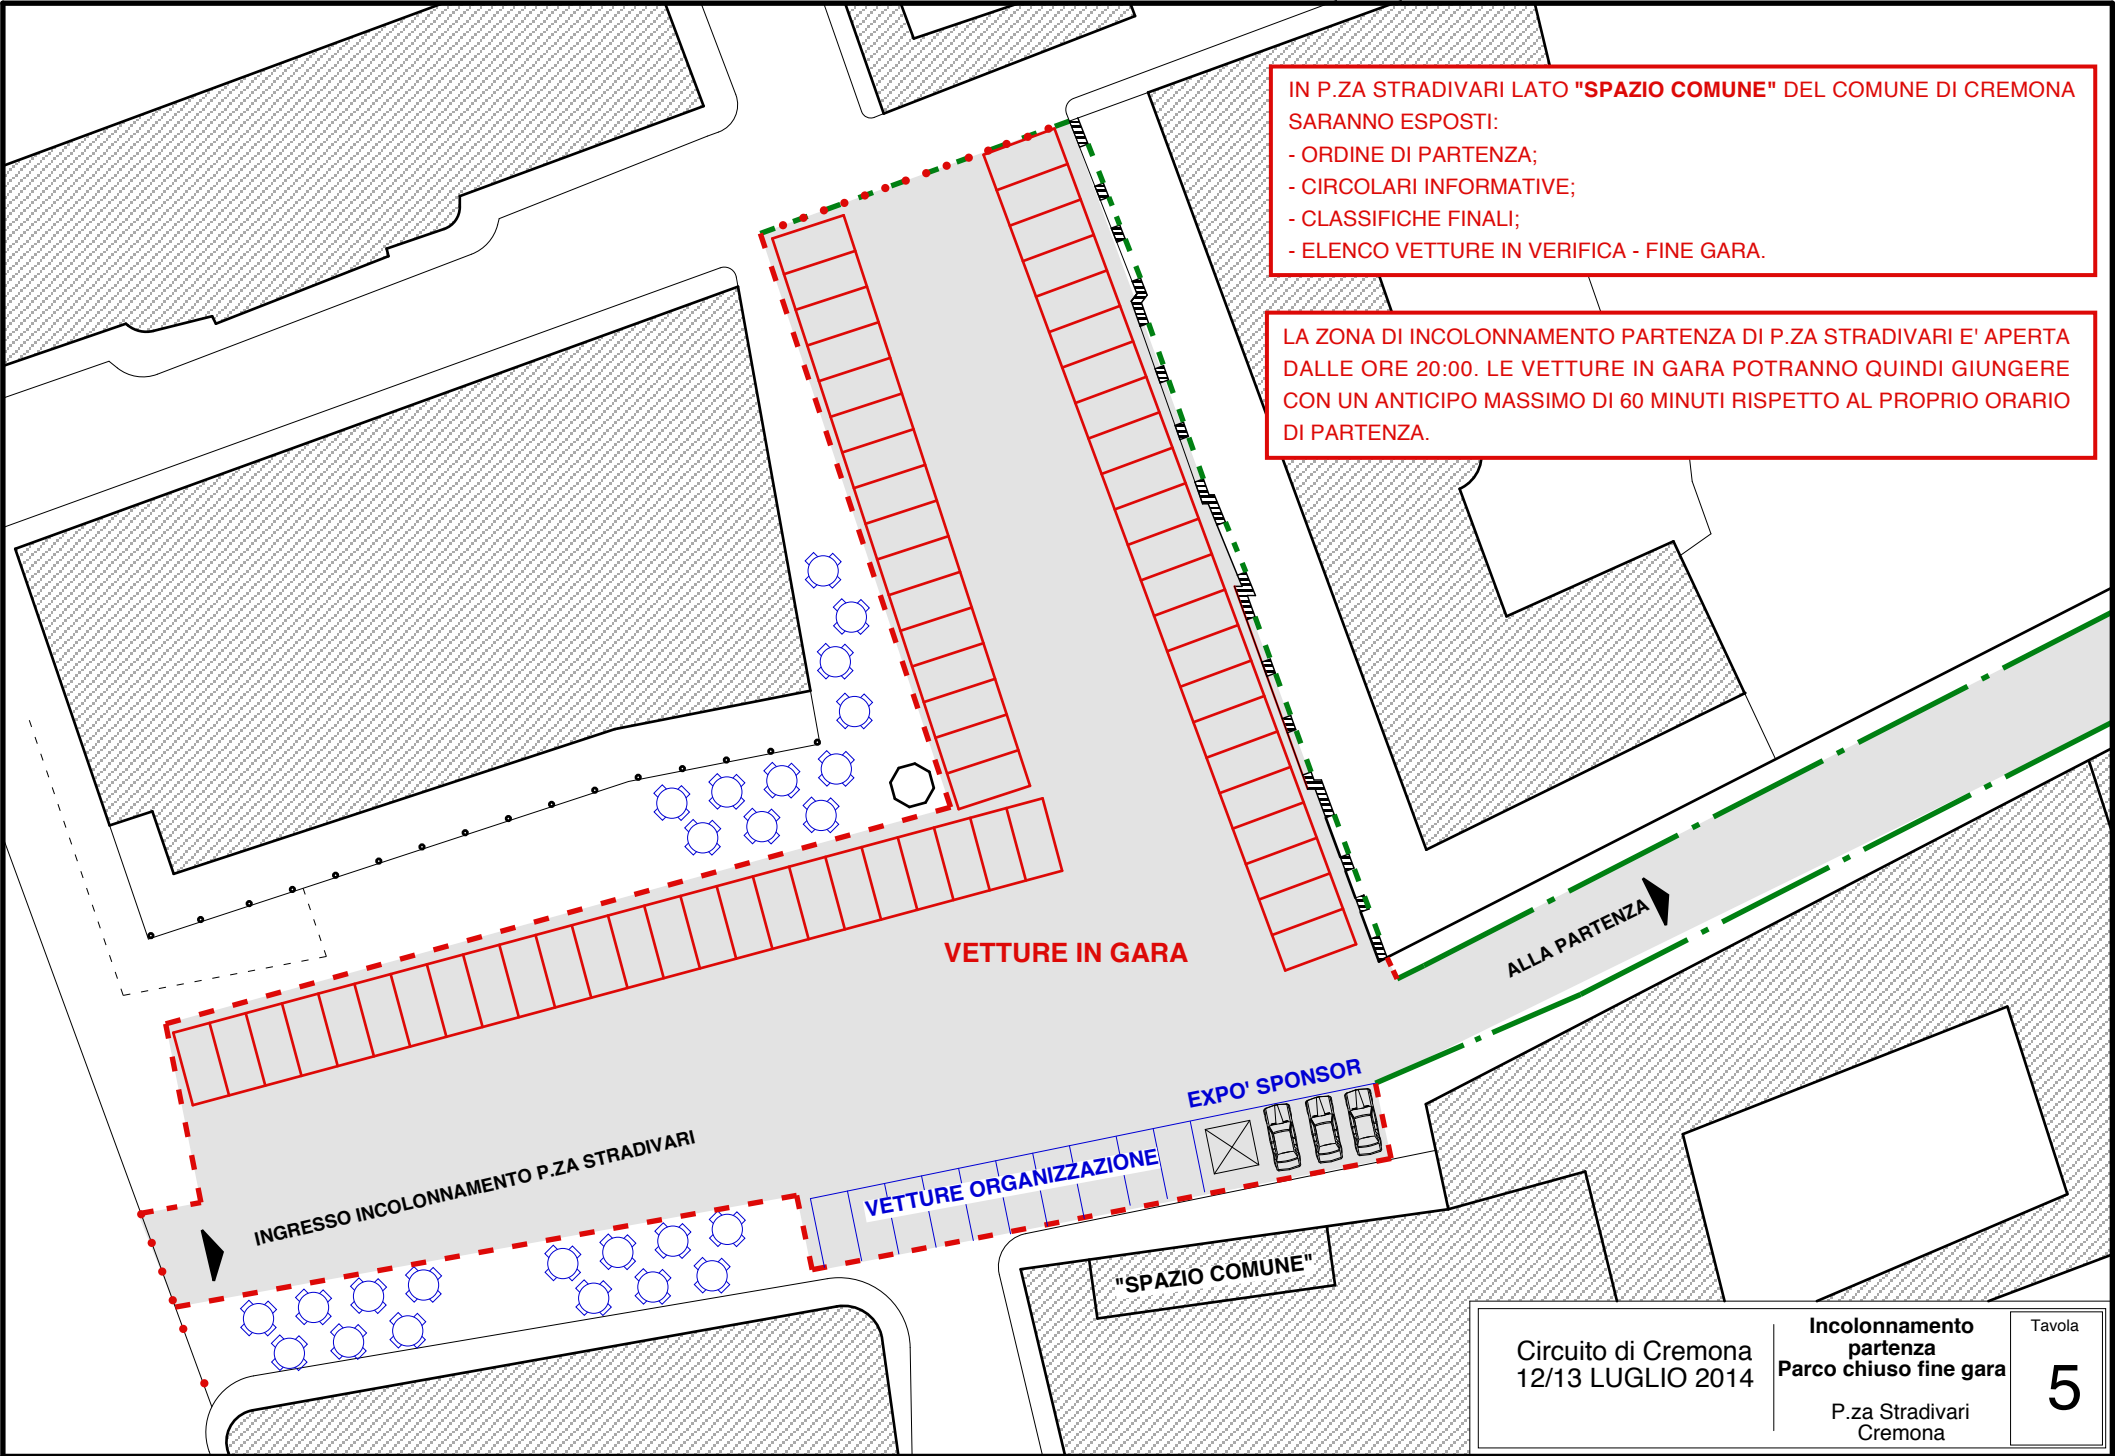 IN P.ZA STRADIVARI LATO "SPAZIO COMUNE" DEL COMUNE DI CREMONA
SARANNO ESPOSTI:
- ORDINE DI PARTENZA;
- CIRCOLARI INFORMATIVE;
- CLASSIFICHE FINALI;
- ELENCO VETTURE IN VERIFICA - FINE GARA.
LA ZONA DI INCOLONNAMENTO PARTENZA DI P.ZA STRADIVARI E' APERTA
DALLE ORE 20:00. LE VETTURE IN GARA POTRANNO QUINDI GIUNGERE
CON UN ANTICIPO MASSIMO DI 60 MINUTI RISPETTO AL PROPRIO ORARIO
DI PARTENZA.
VETTURE IN GARA
ALLA PARTENZA
EXPO' SPONSOR
VETTURE ORGANIZZAZIONE
INGRESSO INCOLONNAMENTO P.ZA STRADIVARI
"SPAZIO COMUNE"
Circuito di Cremona
12/13 LUGLIO 2014
Incolonnamento
partenza
Parco chiuso fine gara
P.za Stradivari
Cremona
Tavola
5